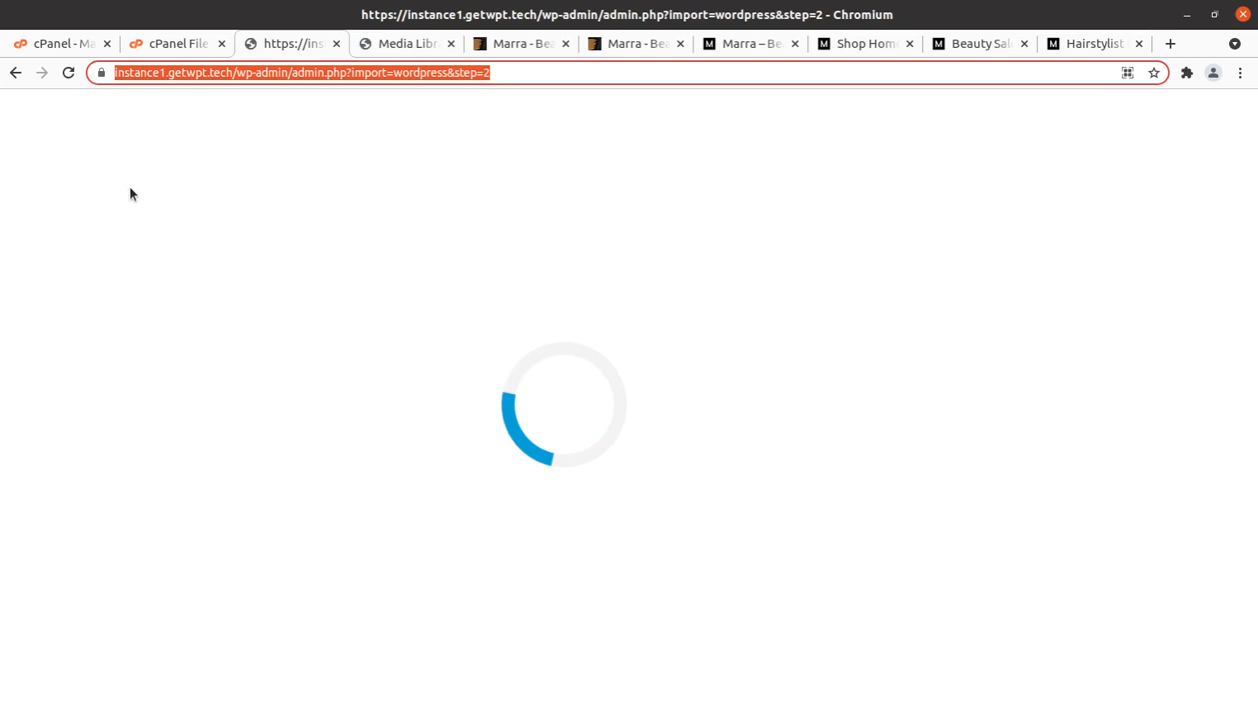 https://instance1.getwpt.tech/wp-admin/admin.php?import=wordpress&step=2 - Chromium
cPanel - Ma
cPanel File
https://ins
Media Libr
Marra - Bea
Marra - Bea
Marra – Be
Shop Home
Beauty Sal
Hairstylist
instance1.getwpt.tech/wp-admin/admin.php?import=wordpress&step=2